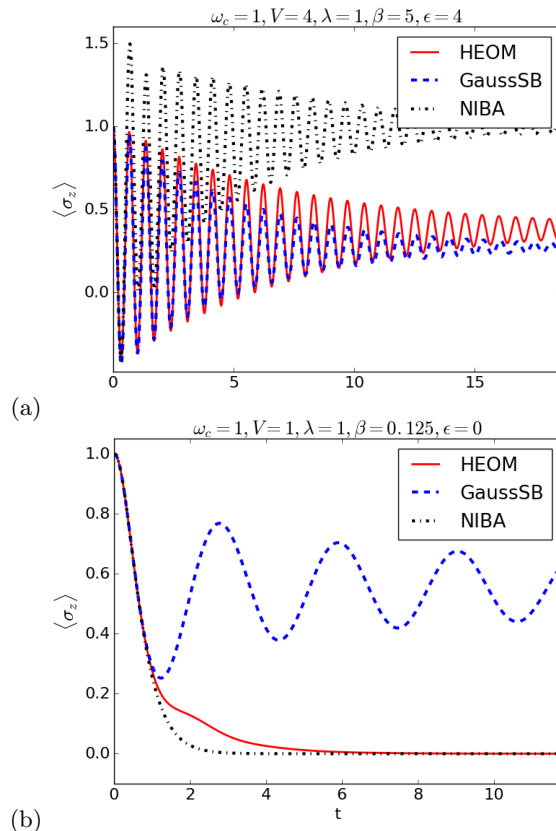 ω_c = 1, V = 4, λ = 1, β = 5, ϵ = 4
1.5
1.0
0.5
0.0
⟨σ_z⟩
HEOM
GaussSB
NIBA
0 5 10 15
(a)
ω_c = 1, V = 1, λ = 1, β = 0.125, ϵ = 0
1.0
0.8
0.6
0.4
0.2
0.0
⟨σ_z⟩
HEOM
GaussSB
NIBA
0 2 4 6 8 10
t
(b)